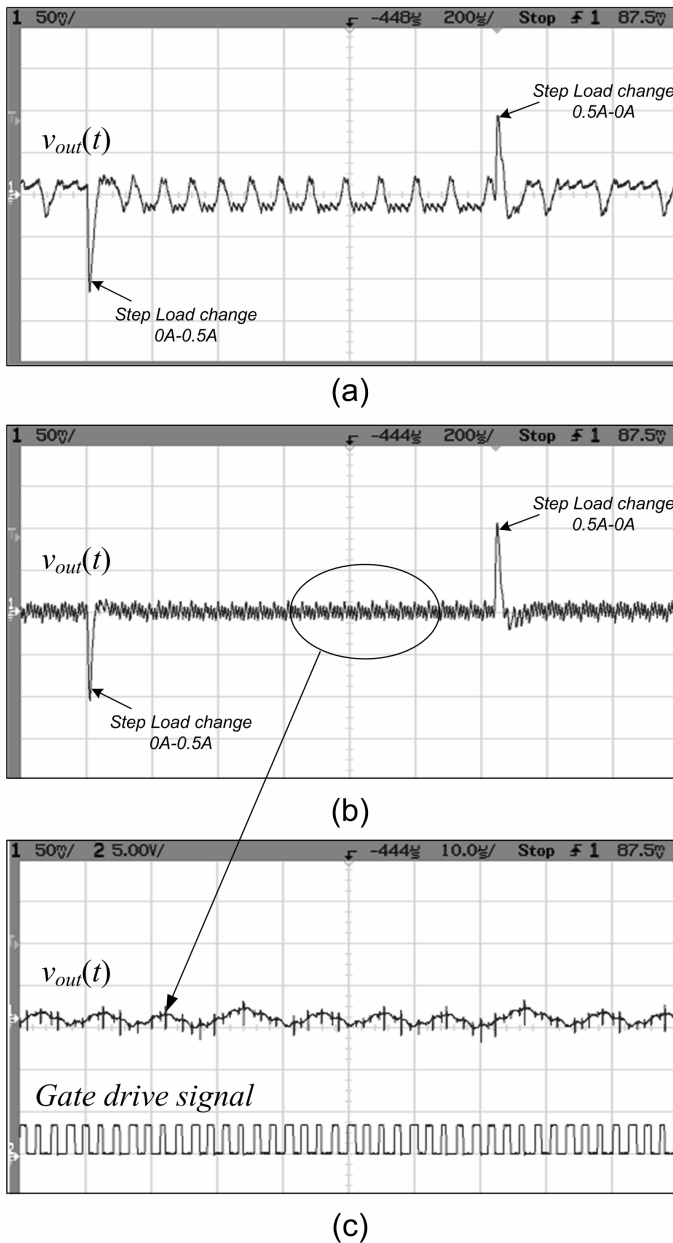 1 50mV/ -448µs 200µs/ Stop 1 87.5mV
Step Load change
0.5A-0A
vout(t)
Step Load change
0A-0.5A
(a)
1 50mV/ -444µs 200µs/ Stop 1 87.5mV
Step Load change
0.5A-0A
vout(t)
Step Load change
0A-0.5A
(b)
1 50mV/ 2 5.00V/ -444µs 10.0µs/ Stop 1 87.5mV
vout(t)
Gate drive signal
(c)